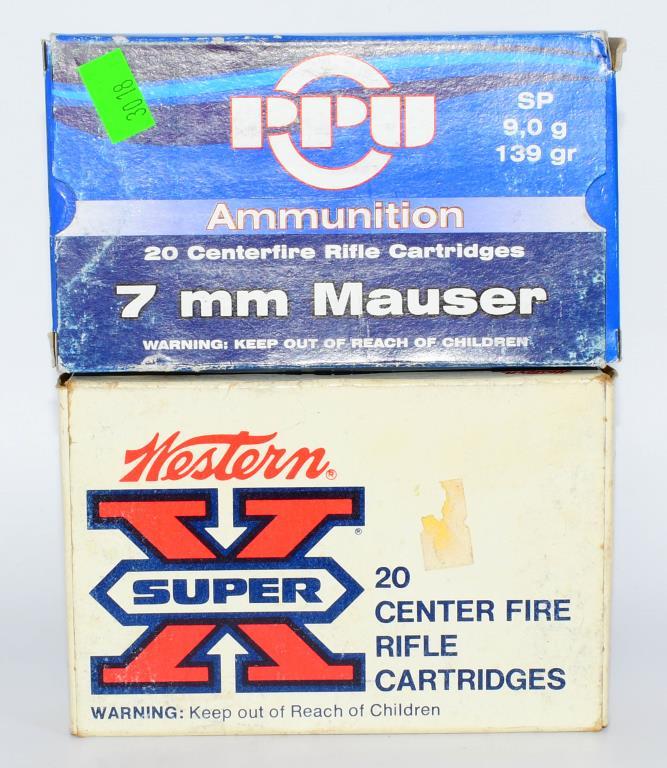 3018
PPU
SP
9,0 g
139 gr
Ammunition
20 Centerfire Rifle Cartridges
7 mm Mauser
WARNING: KEEP OUT OF REACH OF CHILDREN
Western®
X®
SUPER
20
CENTER FIRE
RIFLE
CARTRIDGES
WARNING: Keep out of Reach of Children